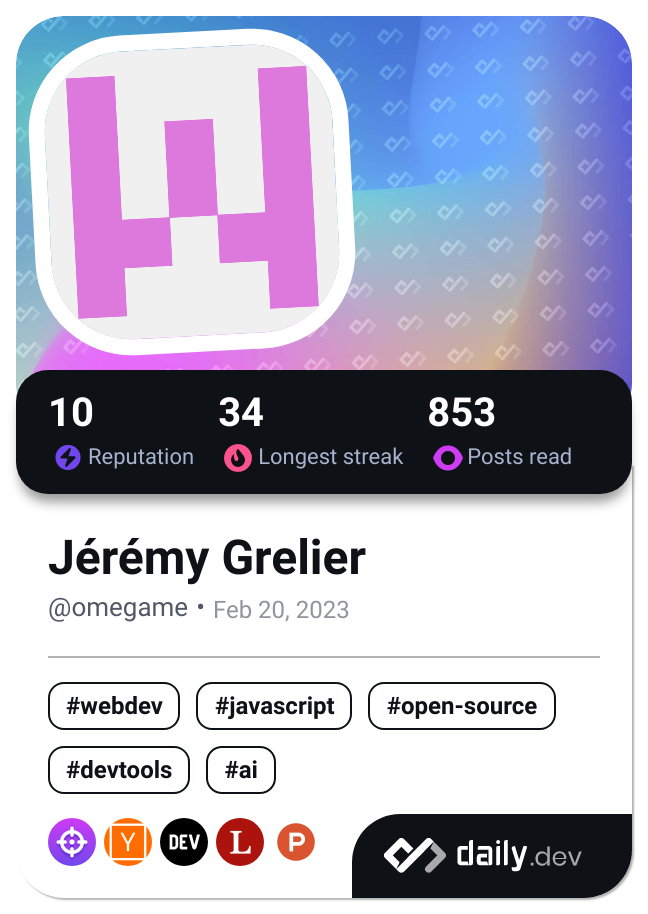 10 34 853
Reputation Longest streak Posts read
Jérémy Grelier
@omegame • Feb 20, 2023
#webdev #javascript #open-source
#devtools #ai
Y DEV L P
daily.dev